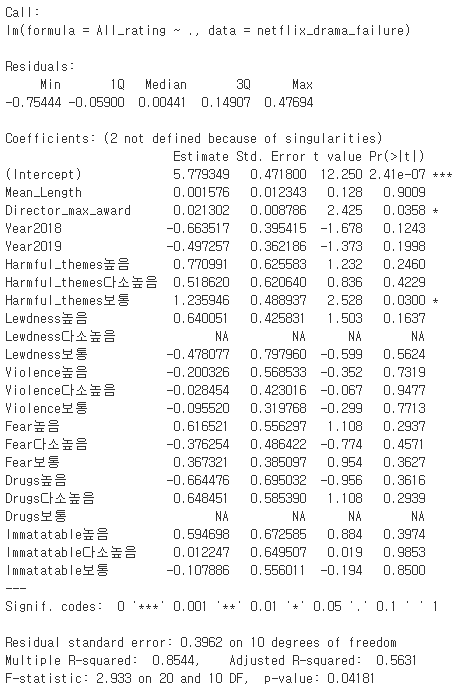 Call:
lm(formula = All_rating ~ ., data = netflix_drama_failure)
Residuals:
Min 1Q Median 3Q Max
-0.75444 -0.05900 0.00441 0.14907 0.47694
Coefficients: (2 not defined because of singularities)
Estimate Std. Error t value Pr(>|t|)
(Intercept) 5.779349 0.471800 12.250 2.41e-07 ***
Mean_Length 0.001576 0.012343 0.128 0.9009
Director_max_award 0.021302 0.008786 2.425 0.0358 *
Year2018 -0.663517 0.395415 -1.678 0.1243
Year2019 -0.497257 0.362186 -1.373 0.1998
Harmful_themes높음 0.770991 0.625583 1.232 0.2460
Harmful_themes다소높음 0.518620 0.620640 0.836 0.4229
Harmful_themes보통 1.235946 0.488937 2.528 0.0300 *
Lewdness높음 0.640051 0.425831 1.503 0.1637
Lewdness다소높음 NA NA NA NA
Lewdness보통 -0.478077 0.797960 -0.599 0.5624
Violence높음 -0.200326 0.568533 -0.352 0.7319
Violence다소높음 -0.028454 0.423016 -0.067 0.9477
Violence보통 -0.095520 0.319768 -0.299 0.7713
Fear높음 0.616521 0.556297 1.108 0.2937
Fear다소높음 -0.376254 0.486422 -0.774 0.4571
Fear보통 0.367321 0.385097 0.954 0.3627
Drugs높음 -0.664476 0.695032 -0.956 0.3616
Drugs다소높음 0.648451 0.585390 1.108 0.2939
Drugs보통 NA NA NA NA
Immatatable높음 0.594698 0.672585 0.884 0.3974
Immatatable다소높음 0.012247 0.649507 0.019 0.9853
Immatatable보통 -0.107886 0.556011 -0.194 0.8500
---
Signif. codes: 0 '***' 0.001 '**' 0.01 '*' 0.05 '.' 0.1 ' ' 1
Residual standard error: 0.3962 on 10 degrees of freedom
Multiple R-squared: 0.8544, Adjusted R-squared: 0.5631
F-statistic: 2.933 on 20 and 10 DF, p-value: 0.04181